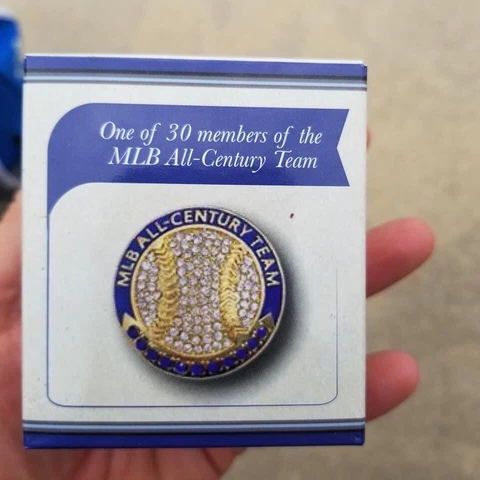 One of 30 members of the
MLB All-Century Team
MLB ALL-CENTURY TEAM